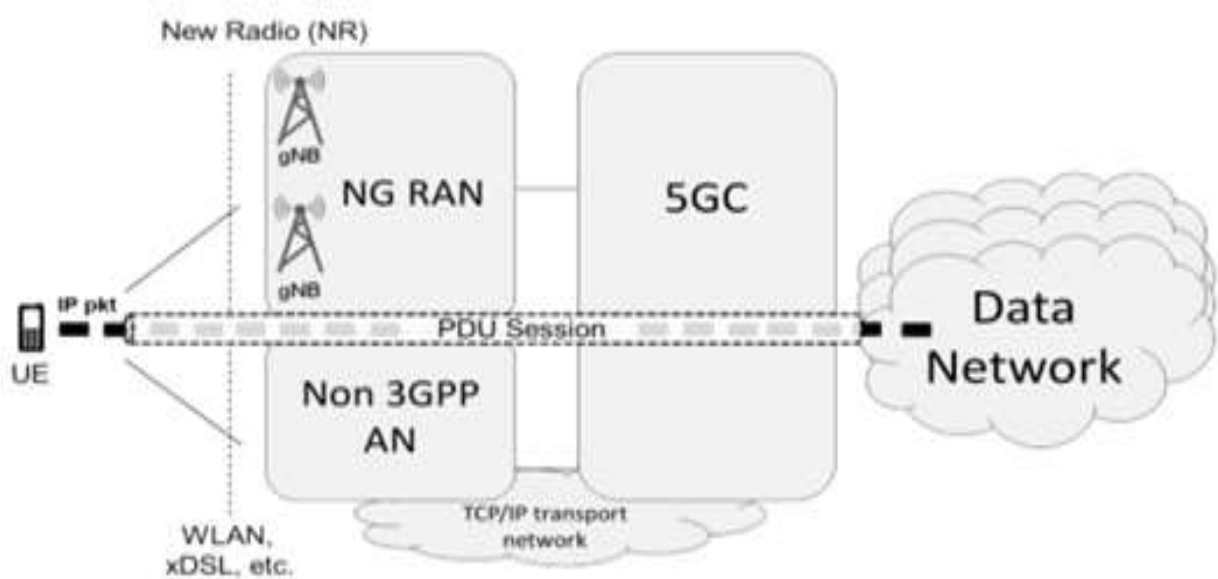 New Radio (NR)
gNB
NG RAN
gNB
5GC
IP pkt
UE
PDU Session
Data
Network
Non 3GPP
AN
TCP/IP transport
network
WLAN,
xDSL, etc.